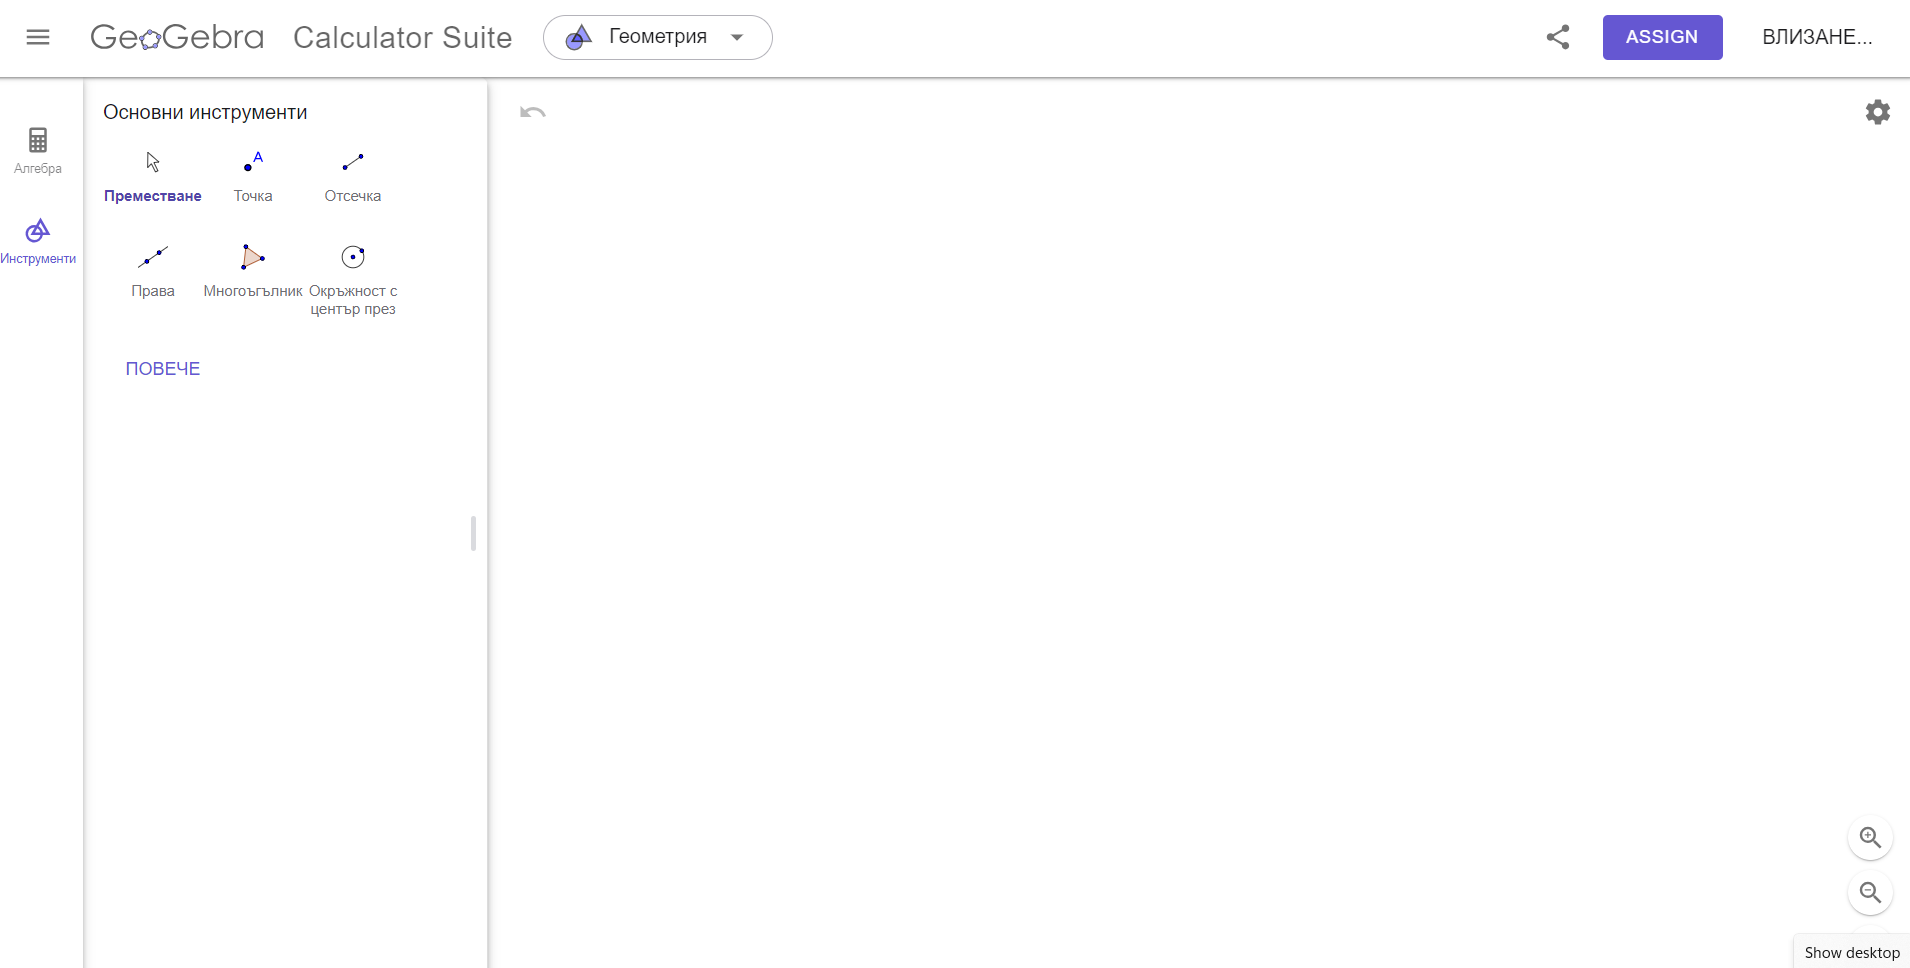 GeoGebra Calculator Suite Геометрия ASSIGN ВЛИЗАНЕ...
Алгебра
Инструменти
Основни инструменти
A
Преместване Точка Отсечка
Права Многоъгълник Окръжност с
център през
ПОВЕЧЕ
Show desktop